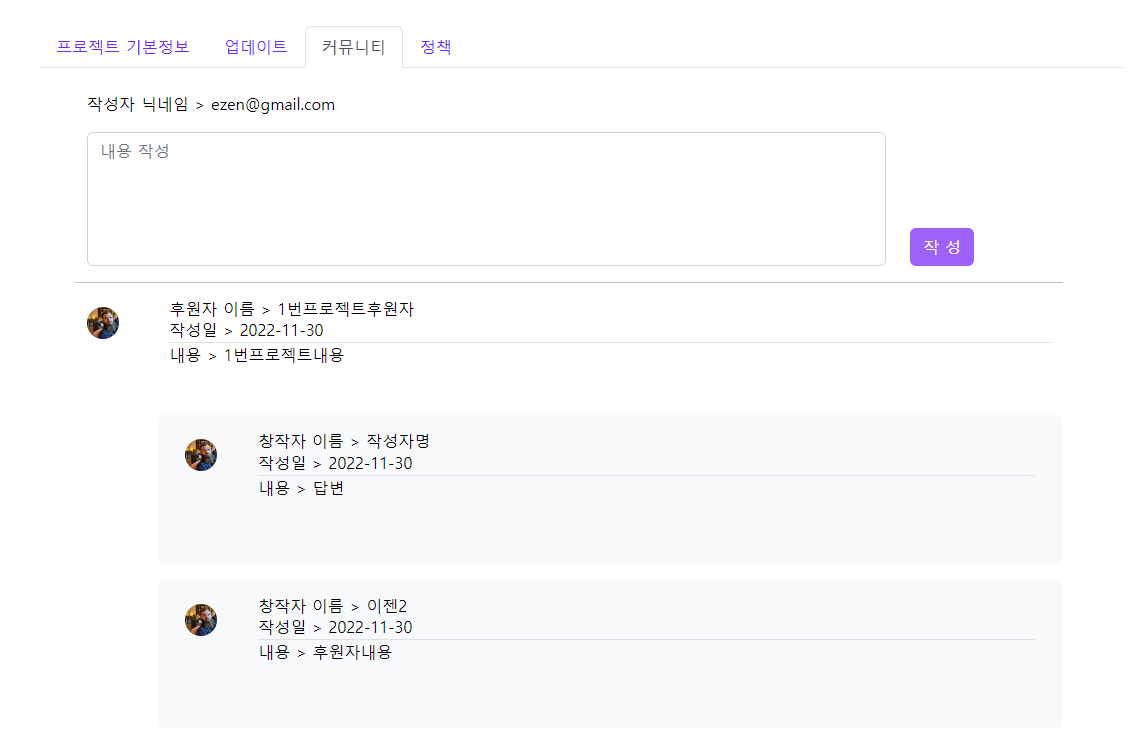 프로젝트 기본정보 업데이트 커뮤니티 정책
작성자 닉네임 > ezen@gmail.com
내용 작성
작 성
후원자 이름 > 1번프로젝트후원자
작성일 > 2022-11-30
내용 > 1번프로젝트내용
창작자 이름 > 작성자명
작성일 > 2022-11-30
내용 > 답변
창작자 이름 > 이젠2
작성일 > 2022-11-30
내용 > 후원자내용